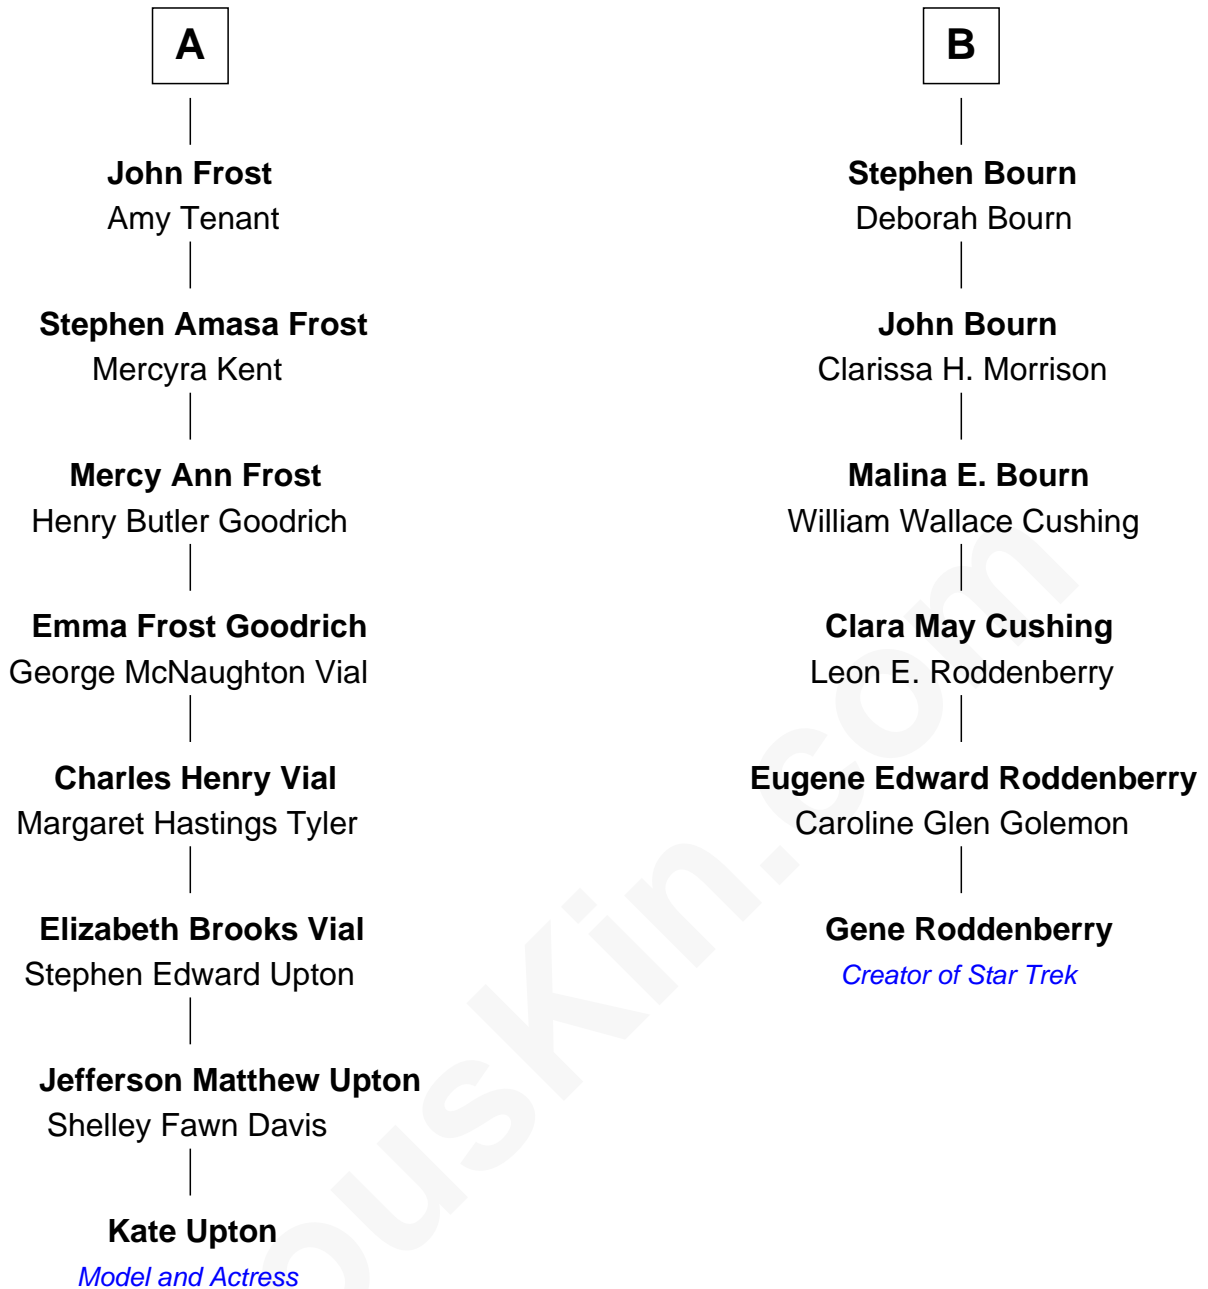 A
John Frost
Amy Tenant
Stephen Amasa Frost
Mercyra Kent
Mercy Ann Frost
Henry Butler Goodrich
Emma Frost Goodrich
George McNaughton Vial
Charles Henry Vial
Margaret Hastings Tyler
Elizabeth Brooks Vial
Stephen Edward Upton
Jefferson Matthew Upton
Shelley Fawn Davis
Kate Upton
Model and Actress
B
Stephen Bourn
Deborah Bourn
John Bourn
Clarissa H. Morrison
Malina E. Bourn
William Wallace Cushing
Clara May Cushing
Leon E. Roddenberry
Eugene Edward Roddenberry
Caroline Glen Golemon
Gene Roddenberry
Creator of Star Trek
ousKin.com